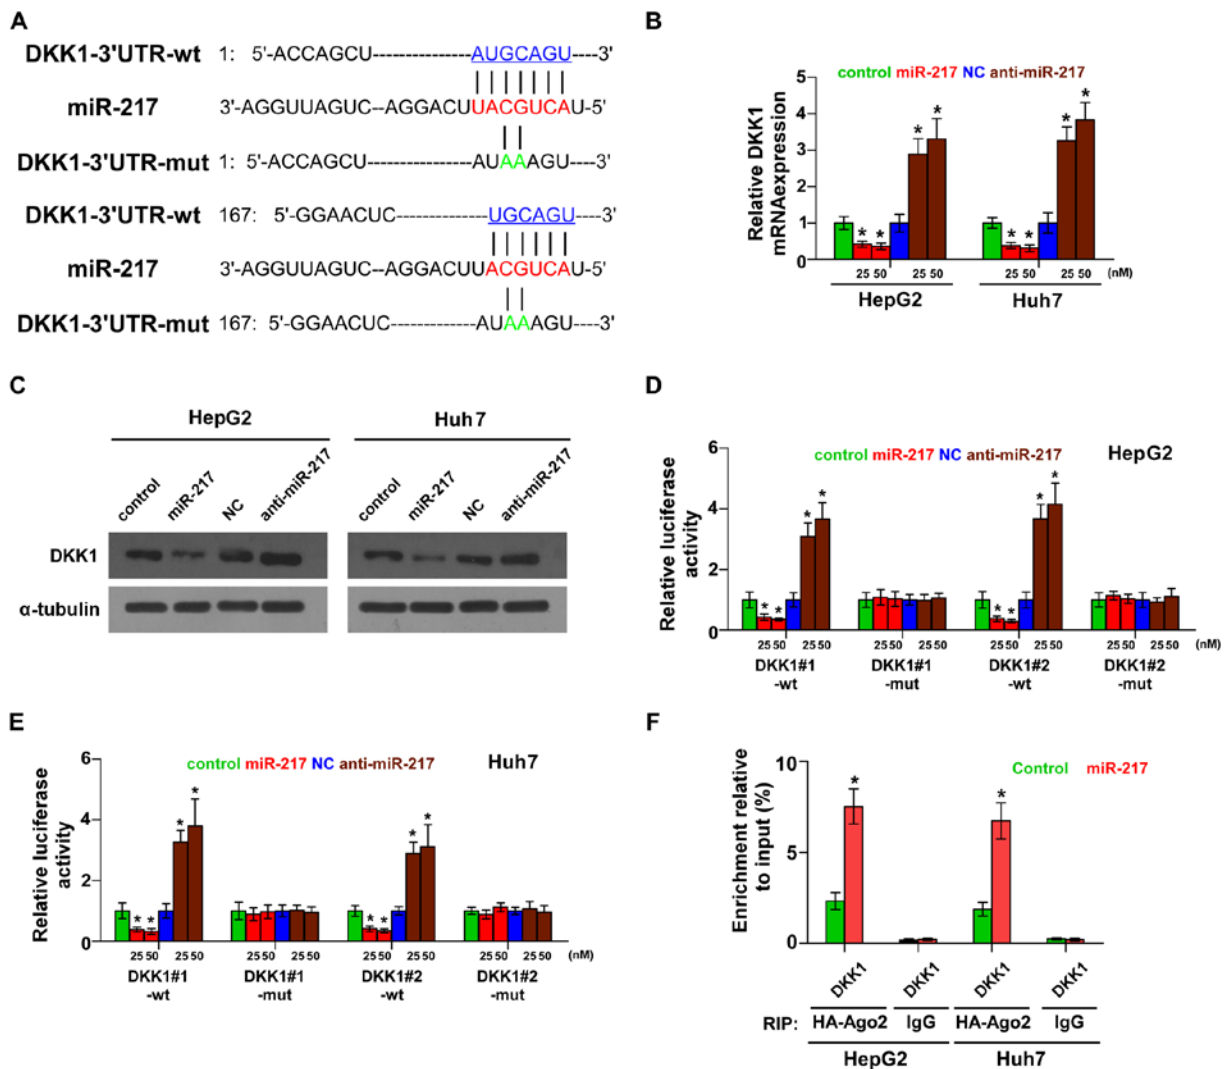 A
DKK1-3'UTR-wt 1: 5'-ACCAGCU----------------AUGCAGU----3'
miR-217 3'-AGGUUAGUC--AGGACUUACGUCAU-5'
DKK1-3'UTR-mut 1: 5'-ACCAGCU----------------AUAAAGU----3'
DKK1-3'UTR-wt 167: 5'-GGAACUC--------------UGCAGU----3'
miR-217 3'-AGGUUAGUC--AGGACUUACGUCAU-5'
DKK1-3'UTR-mut 167: 5'-GGAACUC-------------AUAAAGU----3'
B
control miR-217 NC anti-miR-217
Relative DKK1
mRNAexpression
5
4
3
2
1
0
* * * * * * * *
25 50 25 50 25 50 25 50 (nM)
HepG2 Huh7
C
HepG2 Huh7
control miR-217 NC anti-miR-217 control miR-217 NC anti-miR-217
DKK1
α-tubulin
D
control miR-217 NC anti-miR-217 HepG2
Relative luciferase
activity
6
4
2
0
* * * * * * * *
25 50 25 50 25 50 25 50 25 50 25 50 25 50 25 50 (nM)
DKK1#1 DKK1#1 DKK1#2 DKK1#2
-wt -mut -wt -mut
E
control miR-217 NC anti-miR-217 Huh7
Relative luciferase
activity
6
4
2
0
* * * * * * * *
25 50 25 50 25 50 25 50 25 50 25 50 25 50 25 50 (nM)
DKK1#1 DKK1#1 DKK1#2 DKK1#2
-wt -mut -wt -mut
F
Control miR-217
Enrichment relative
to input (%)
10
5
0
* *
DKK1 DKK1 DKK1 DKK1
RIP: HA-Ago2 IgG HA-Ago2 IgG
HepG2 Huh7